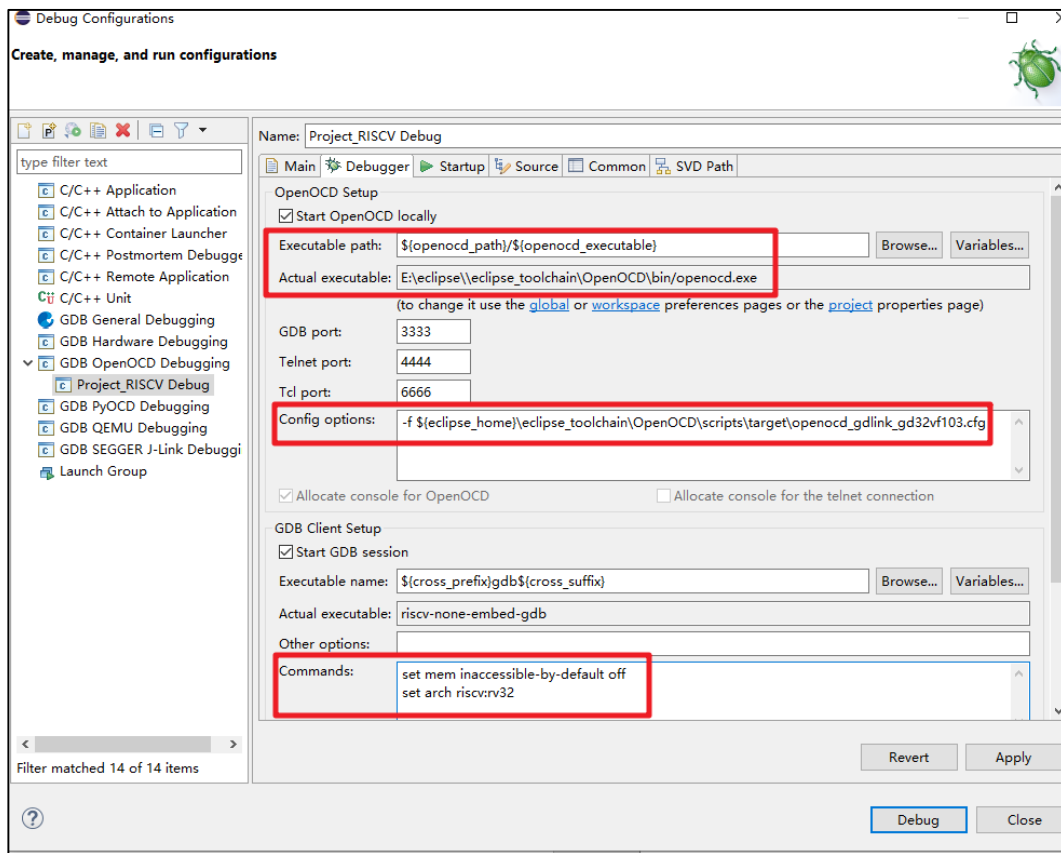 Debug Configurations
Create, manage, and run configurations
type filter text
C/C++ Application
C/C++ Attach to Application
C/C++ Container Launcher
C/C++ Postmortem Debugge
C/C++ Remote Application
C/C++ Unit
GDB General Debugging
GDB Hardware Debugging
GDB OpenOCD Debugging
Project_RISCV Debug
GDB PyOCD Debugging
GDB QEMU Debugging
GDB SEGGER J-Link Debuggi
Launch Group
Filter matched 14 of 14 items
Name: Project_RISCV Debug
Main Debugger Startup Source Common SVD Path
OpenOCD Setup
Start OpenOCD locally
Executable path: ${openocd_path}/${openocd_executable} Browse... Variables...
Actual executable: E:\eclipse\\eclipse_toolchain\OpenOCD\bin/openocd.exe
(to change it use the global or workspace preferences pages or the project properties page)
GDB port: 3333
Telnet port: 4444
Tcl port: 6666
Config options: -f ${eclipse_home}\eclipse_toolchain\OpenOCD\scripts\target\openocd_gdlink_gd32vf103.cfg
Allocate console for OpenOCD Allocate console for the telnet connection
GDB Client Setup
Start GDB session
Executable name: ${cross_prefix}gdb${cross_suffix} Browse... Variables...
Actual executable: riscv-none-embed-gdb
Other options:
Commands: set mem inaccessible-by-default off
set arch riscv:rv32
Revert Apply
? Debug Close